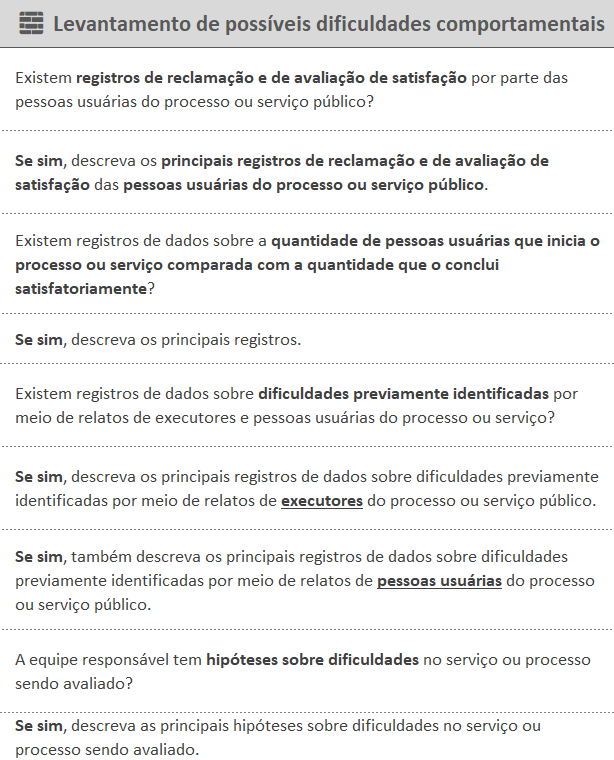 Levantamento de possíveis dificuldades comportamentais
Existem registros de reclamação e de avaliação de satisfação por parte das
pessoas usuárias do processo ou serviço público?
Se sim, descreva os principais registros de reclamação e de avaliação de
satisfação das pessoas usuárias do processo ou serviço público.
Existem registros de dados sobre a quantidade de pessoas usuárias que inicia o
processo ou serviço comparada com a quantidade que o conclui
satisfatoriamente?
Se sim, descreva os principais registros.
Existem registros de dados sobre dificuldades previamente identificadas por
meio de relatos de executores e pessoas usuárias do processo ou serviço?
Se sim, descreva os principais registros de dados sobre dificuldades previamente
identificadas por meio de relatos de executores do processo ou serviço público.
Se sim, também descreva os principais registros de dados sobre dificuldades
previamente identificadas por meio de relatos de pessoas usuárias do processo
ou serviço público.
A equipe responsável tem hipóteses sobre dificuldades no serviço ou processo
sendo avaliado?
Se sim, descreva as principais hipóteses sobre dificuldades no serviço ou
processo sendo avaliado.